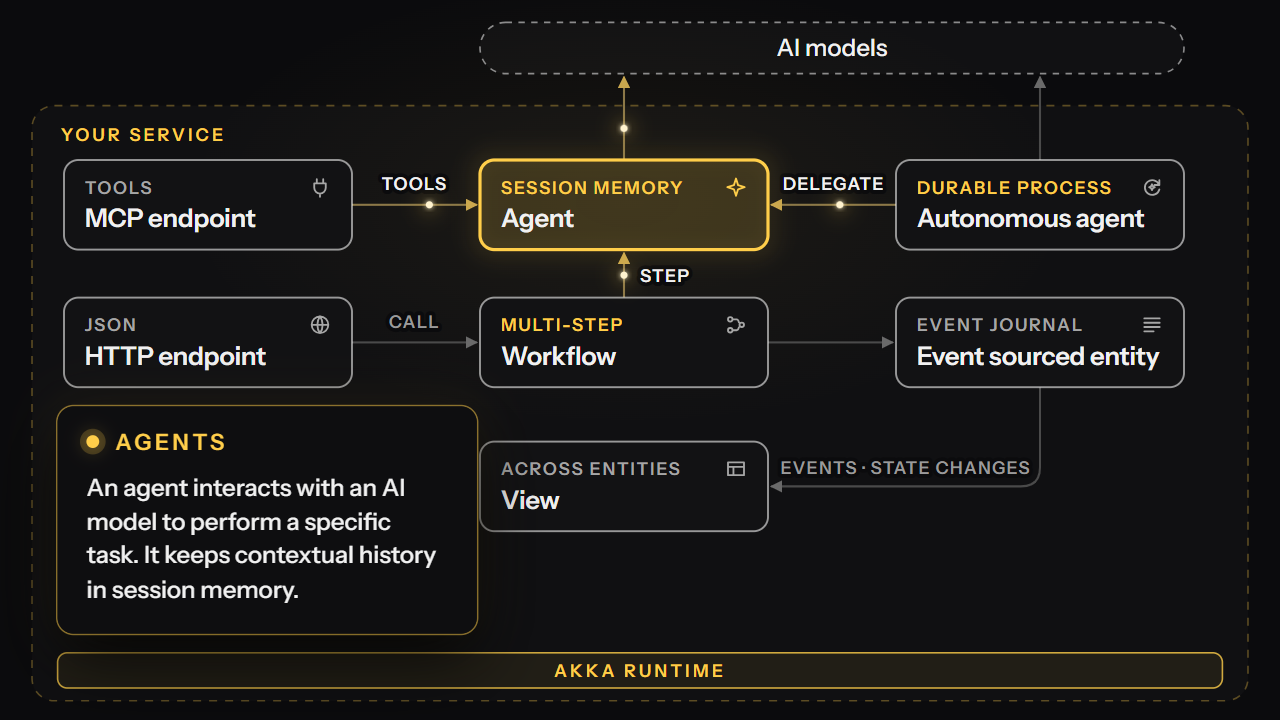 AI models
YOUR SERVICE
TOOLS
MCP endpoint
TOOLS
SESSION MEMORY
Agent
DELEGATE
DURABLE PROCESS
Autonomous agent
STEP
JSON
HTTP endpoint
CALL
MULTI-STEP
Workflow
EVENT JOURNAL
Event sourced entity
AGENTS
An agent interacts with an AI
model to perform a specific
task. It keeps contextual history
in session memory.
ACROSS ENTITIES
View
EVENTS · STATE CHANGES
AKKA RUNTIME